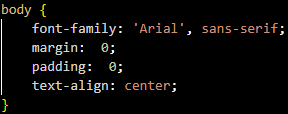 body {
    font-family: 'Arial', sans-serif;
    margin:  0;
    padding:  0;
    text-align: center;
}